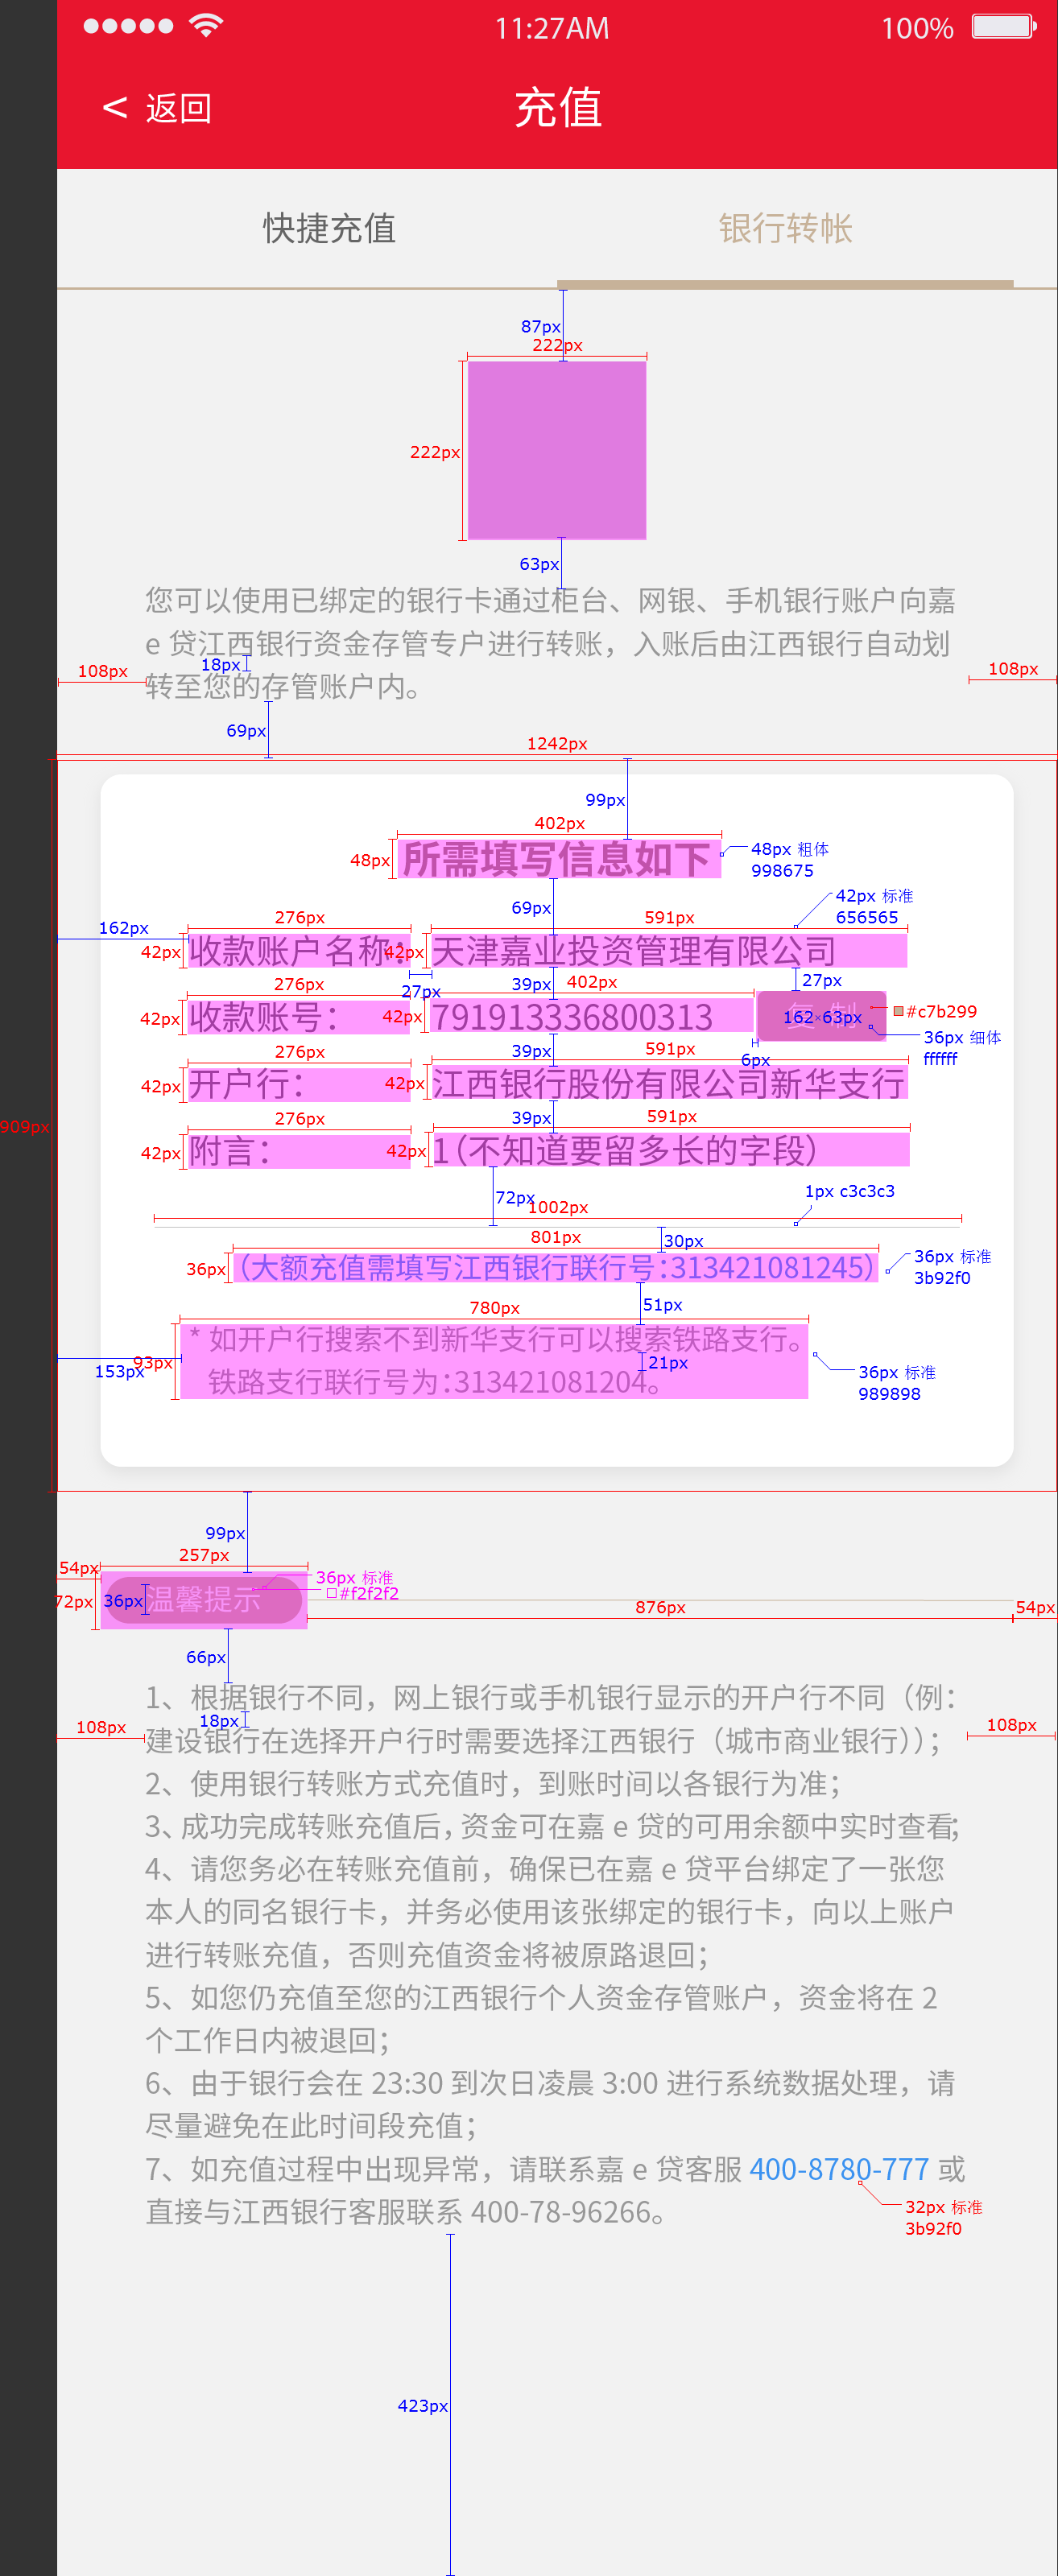 11:27AM
100%
< 返回
充值
快捷充值
银行转帐
87px
222px
222px
63px
您可以使用已绑定的银行卡通过柜台、网银、手机银行账户向嘉
e 贷江西银行资金存管专户进行转账，入账后由江西银行自动划
18px
108px
108px
转至您的存管账户内。
69px
1242px
99px
402px
48px
所需填写信息如下
48px 粗体
998675
69px
42px 标准
656565
162px
276px
591px
42px
收款账户名称：
42px
天津嘉业投资管理有限公司
27px
39px
27px
276px
402px
42px
收款账号：
42px
791913336800313
复 制
162×63px
#c7b299
36px 细体
ffffff
6px
276px
39px
591px
42px
开户行：
42px
江西银行股份有限公司新华支行
909px
276px
39px
591px
42px
附言：
42px
1（不知道要留多长的字段）
72px
1px c3c3c3
1002px
801px
30px
36px
（大额充值需填写江西银行联行号：313421081245）
36px 标准
3b92f0
51px
780px
* 如开户行搜索不到新华支行可以搜索铁路支行。
93px
21px
153px
铁路支行联行号为：313421081204。
36px 标准
989898
99px
257px
54px
36px 标准
#f2f2f2
72px
36px
温馨提示
876px
54px
66px
1、根据银行不同，网上银行或手机银行显示的开户行不同（例：
18px
108px
108px
建设银行在选择开户行时需要选择江西银行（城市商业银行））；
2、使用银行转账方式充值时，到账时间以各银行为准；
3、成功完成转账充值后，资金可在嘉 e 贷的可用余额中实时查看；
4、请您务必在转账充值前，确保已在嘉 e 贷平台绑定了一张您
本人的同名银行卡，并务必使用该张绑定的银行卡，向以上账户
进行转账充值，否则充值资金将被原路退回；
5、如您仍充值至您的江西银行个人资金存管账户，资金将在 2
个工作日内被退回；
6、由于银行会在 23:30 到次日凌晨 3:00 进行系统数据处理，请
尽量避免在此时间段充值；
7、如充值过程中出现异常，请联系嘉 e 贷客服 400-8780-777 或
直接与江西银行客服联系 400-78-96266。
32px 标准
3b92f0
423px